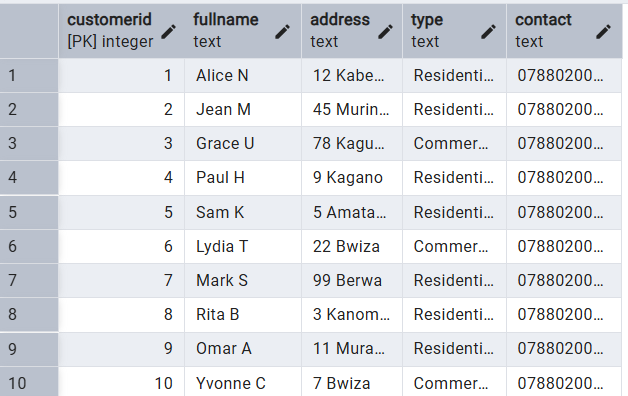 customerid fullname address type contact
[PK] integer text text text text
1 1 Alice N 12 Kabe... Residenti... 07880200...
2 2 Jean M 45 Murin... Residenti... 07880200...
3 3 Grace U 78 Kagu... Commer... 07880200...
4 4 Paul H 9 Kagano Residenti... 07880200...
5 5 Sam K 5 Amata... Residenti... 07880200...
6 6 Lydia T 22 Bwiza Commer... 07880200...
7 7 Mark S 99 Berwa Residenti... 07880200...
8 8 Rita B 3 Kanom... Residenti... 07880200...
9 9 Omar A 11 Mura... Residenti... 07880200...
10 10 Yvonne C 7 Bwiza Commer... 07880200...